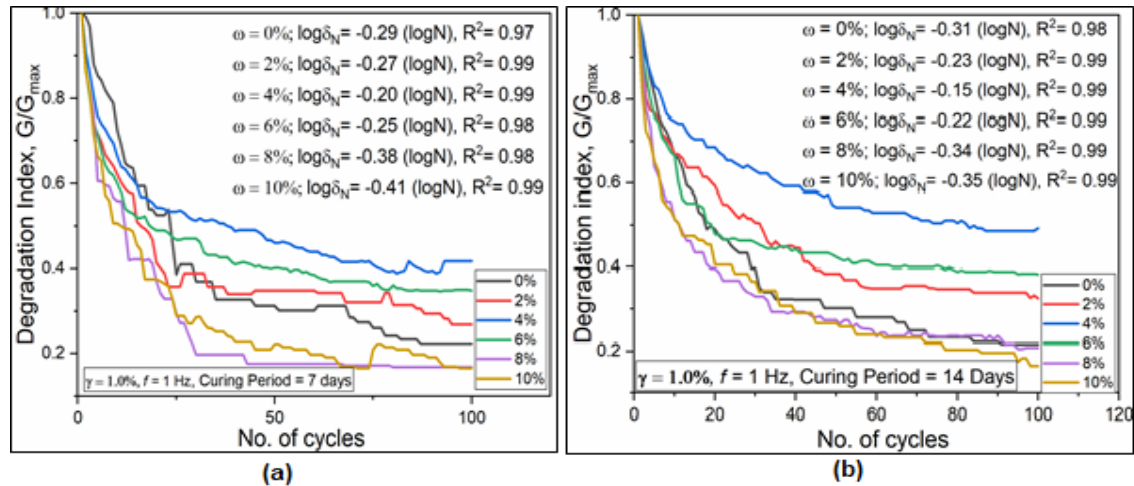 Degradation Index, G/Gmax
1.0
0.8
0.6
0.4
0.2
ω = 0%; logδN= -0.29 (logN), R²= 0.97
ω = 2%; logδN= -0.27 (logN), R²= 0.99
ω = 4%; logδN= -0.20 (logN), R²= 0.99
ω = 6%; logδN= -0.25 (logN), R²= 0.98
ω = 8%; logδN= -0.38 (logN), R²= 0.98
ω = 10%; logδN= -0.41 (logN), R²= 0.99
0%
2%
4%
6%
8%
10%
γ = 1.0%, f = 1 Hz, Curing Period = 7 days
0
50
100
No. of cycles
(a)
Degradation Index, G/Gmax
1.0
0.8
0.6
0.4
0.2
ω = 0%; logδN= -0.31 (logN), R²= 0.98
ω = 2%; logδN= -0.23 (logN), R²= 0.99
ω = 4%; logδN= -0.15 (logN), R²= 0.99
ω = 6%; logδN= -0.22 (logN), R²= 0.99
ω = 8%; logδN= -0.34 (logN), R²= 0.99
ω = 10%; logδN= -0.35 (logN), R²= 0.99
0%
2%
4%
6%
8%
10%
γ = 1.0%, f = 1 Hz, Curing Period = 14 Days
0
20
40
60
80
100
120
No. of cycles
(b)